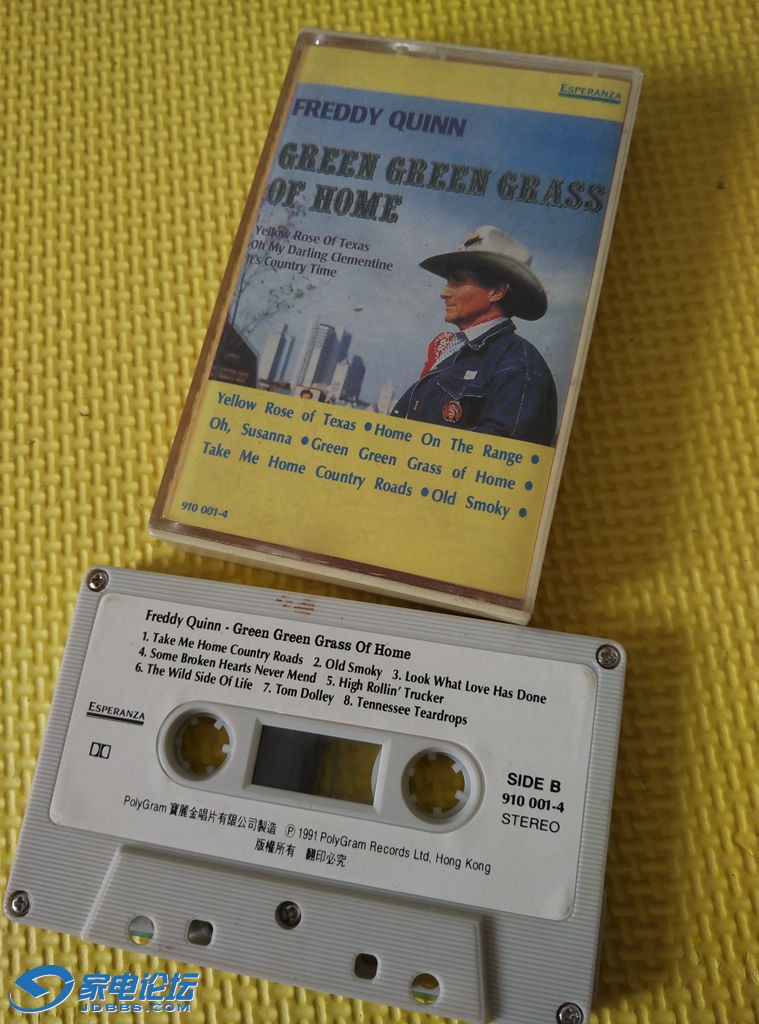 ESPERANZA
FREDDY QUINN
GREEN GREEN GRASS
OF HOME
Yellow Rose Of Texas
Oh My Darling Clementine
It's Country Time
Yellow Rose of Texas ● Home On The Range ●
Oh, Susanna ● Green Green Grass of Home ●
Take Me Home Country Roads ● Old Smoky ●
910 001-4
Freddy Quinn - Green Green Grass Of Home
1. Take Me Home Country Roads 2. Old Smoky 3. Look What Love Has Done
4. Some Broken Hearts Never Mend 5. High Rollin' Trucker
6. The Wild Side Of Life 7. Tom Dolley 8. Tennessee Teardrops
ESPERANZA
SIDE B
910 001-4
STEREO
PolyGram 寶麗金唱片有限公司製造 ℗ 1991 PolyGram Records Ltd, Hong Kong
版權所有 翻印必究
家电论坛
JDBBS.COM